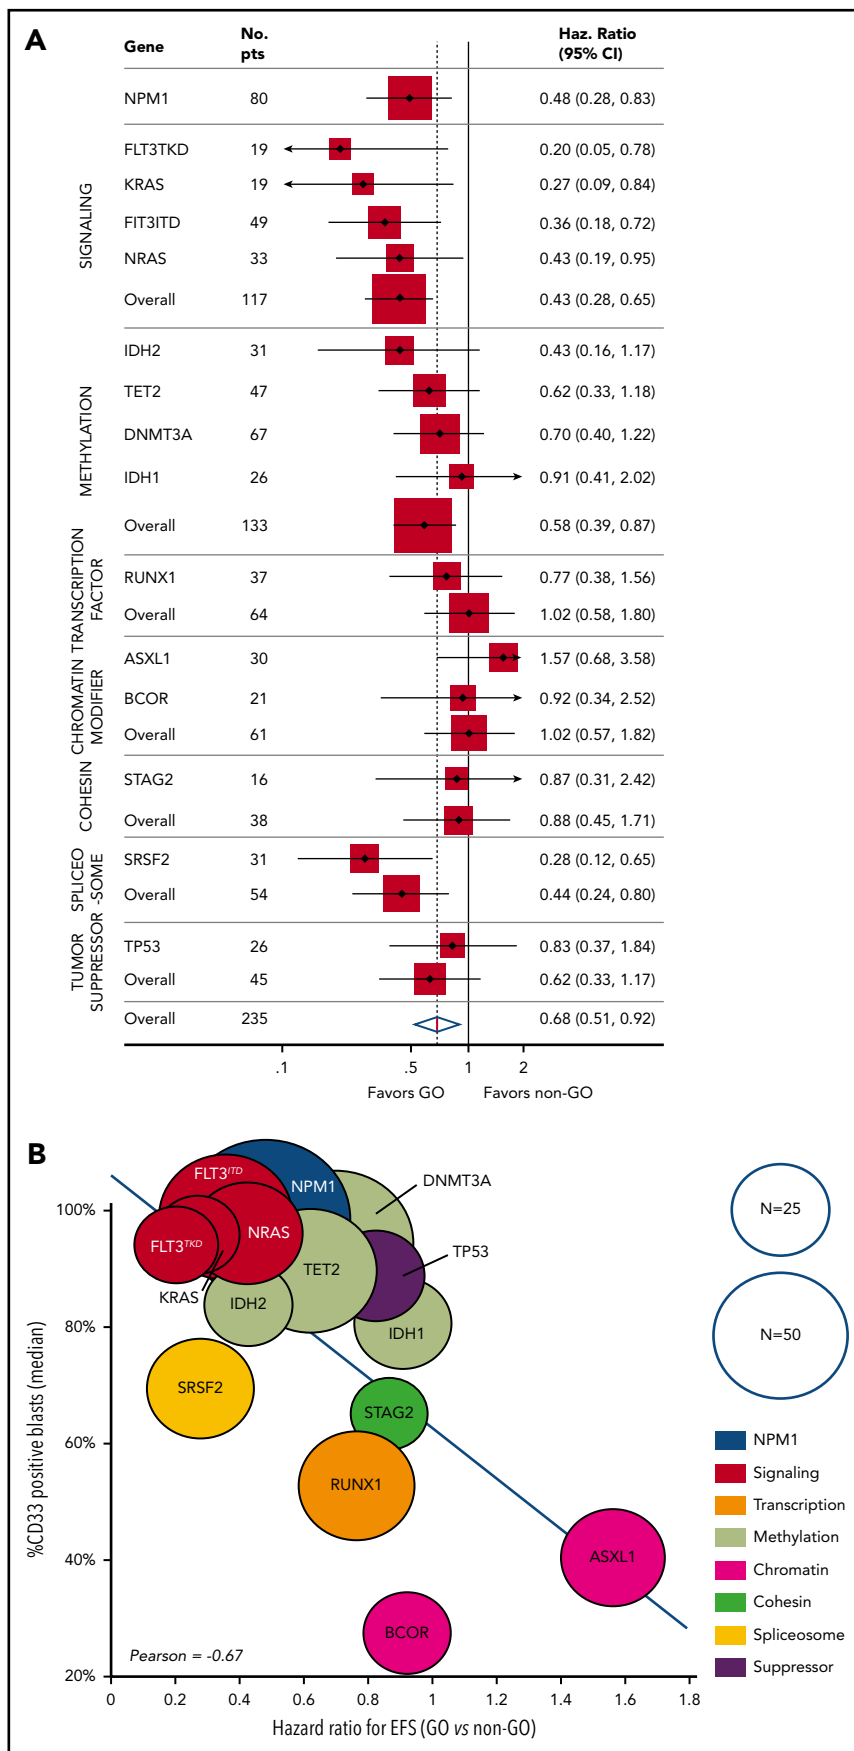 A
Gene No. pts Haz. Ratio (95% CI)
NPM1 80 0.48 (0.28, 0.83)
SIGNALING
FLT3TKD 19 0.20 (0.05, 0.78)
KRAS 19 0.27 (0.09, 0.84)
FIT3ITD 49 0.36 (0.18, 0.72)
NRAS 33 0.43 (0.19, 0.95)
Overall 117 0.43 (0.28, 0.65)
METHYLATION
IDH2 31 0.43 (0.16, 1.17)
TET2 47 0.62 (0.33, 1.18)
DNMT3A 67 0.70 (0.40, 1.22)
IDH1 26 0.91 (0.41, 2.02)
Overall 133 0.58 (0.39, 0.87)
TRANSCRIPTION
FACTOR
RUNX1 37 0.77 (0.38, 1.56)
Overall 64 1.02 (0.58, 1.80)
CHROMATIN
MODIFIER
ASXL1 30 1.57 (0.68, 3.58)
BCOR 21 0.92 (0.34, 2.52)
Overall 61 1.02 (0.57, 1.82)
COHESIN
STAG2 16 0.87 (0.31, 2.42)
Overall 38 0.88 (0.45, 1.71)
SPLICEO
-SOME
SRSF2 31 0.28 (0.12, 0.65)
Overall 54 0.44 (0.24, 0.80)
TUMOR
SUPPRESSOR
TP53 26 0.83 (0.37, 1.84)
Overall 45 0.62 (0.33, 1.17)
Overall 235 0.68 (0.51, 0.92)
.1 .5 1 2
Favors GO Favors non-GO
B
%CD33 positive blasts (median)
100%
80%
60%
40%
20%
FLT3ITD
NPM1
DNMT3A
FLT3TKD
NRAS
TP53
TET2
KRAS
IDH2
IDH1
SRSF2
STAG2
RUNX1
ASXL1
BCOR
Pearson = -0.67
0 0.2 0.4 0.6 0.8 1 1.2 1.4 1.6 1.8
Hazard ratio for EFS (GO vs non-GO)
N=25
N=50
NPM1
Signaling
Transcription
Methylation
Chromatin
Cohesin
Spliceosome
Suppressor